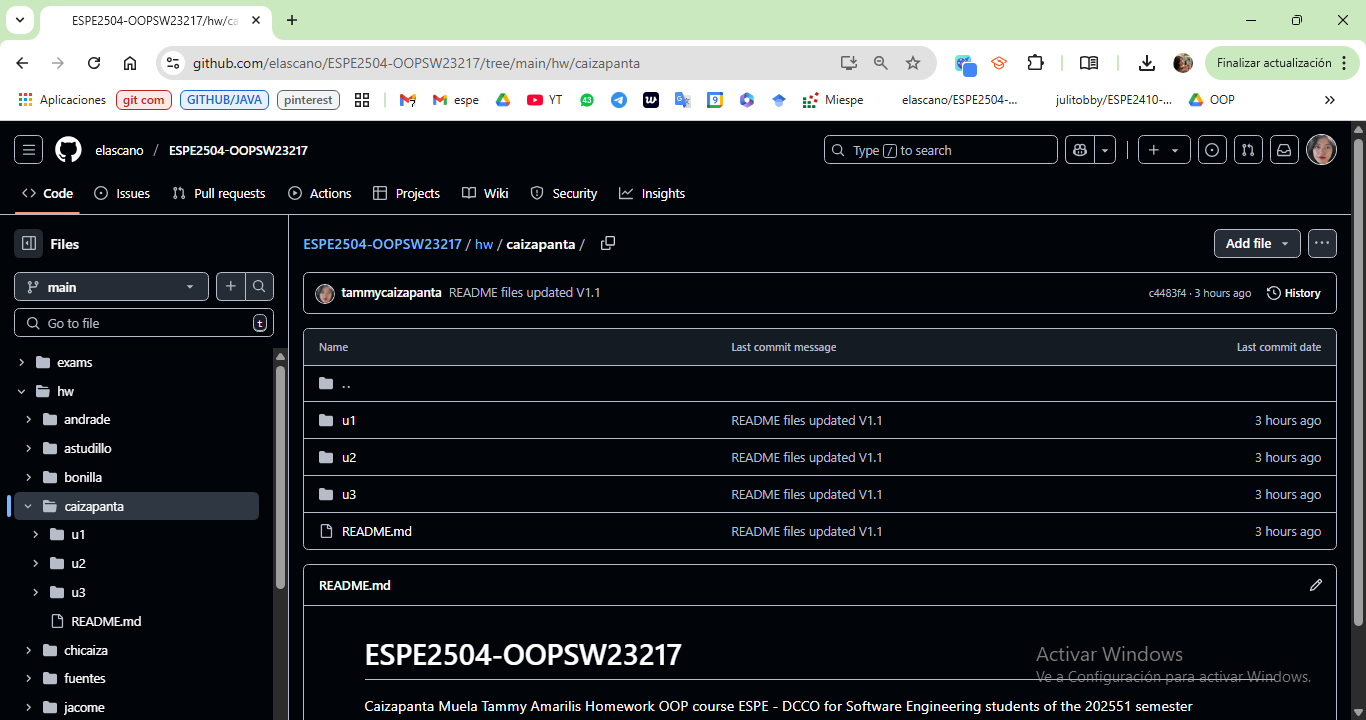 ESPE2504-OOPSW23217/hw/ca
github.com/elascano/ESPE2504-OOPSW23217/tree/main/hw/caizapanta
Finalizar actualización
Aplicaciones git com GITHUB/JAVA pinterest espe YT 43 Miespe elascano/ESPE2504-... julitobby/ESPE2410-... OOP
elascano / ESPE2504-OOPSW23217
Type / to search
Code Issues Pull requests Actions Projects Wiki Security Insights
Files
main
Go to file t
exams
hw
andrade
astudillo
bonilla
caizapanta
u1
u2
u3
README.md
chicaiza
fuentes
jacome
ESPE2504-OOPSW23217 / hw / caizapanta /
Add file
tammycaizapanta README files updated V1.1 c4483f4 · 3 hours ago History
Name Last commit message Last commit date
..
u1 README files updated V1.1 3 hours ago
u2 README files updated V1.1 3 hours ago
u3 README files updated V1.1 3 hours ago
README.md README files updated V1.1 3 hours ago
README.md
ESPE2504-OOPSW23217
Caizapanta Muela Tammy Amarilis Homework OOP course ESPE - DCCO for Software Engineering students of the 202551 semester
Activar Windows
Ve a Configuración para activar Windows.